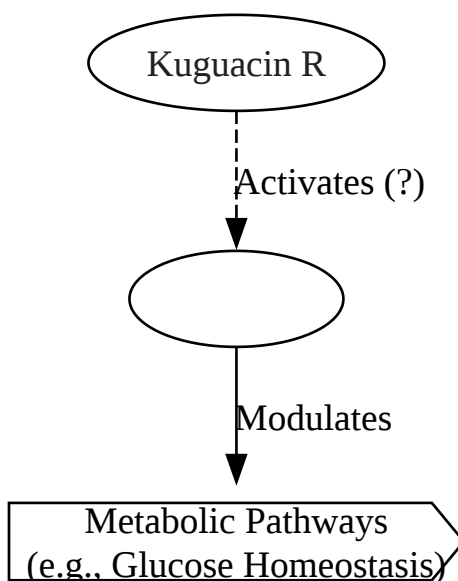 Kuguacin R
Activates (?)
Modulates
Metabolic Pathways
(e.g., Glucose Homeostasis)